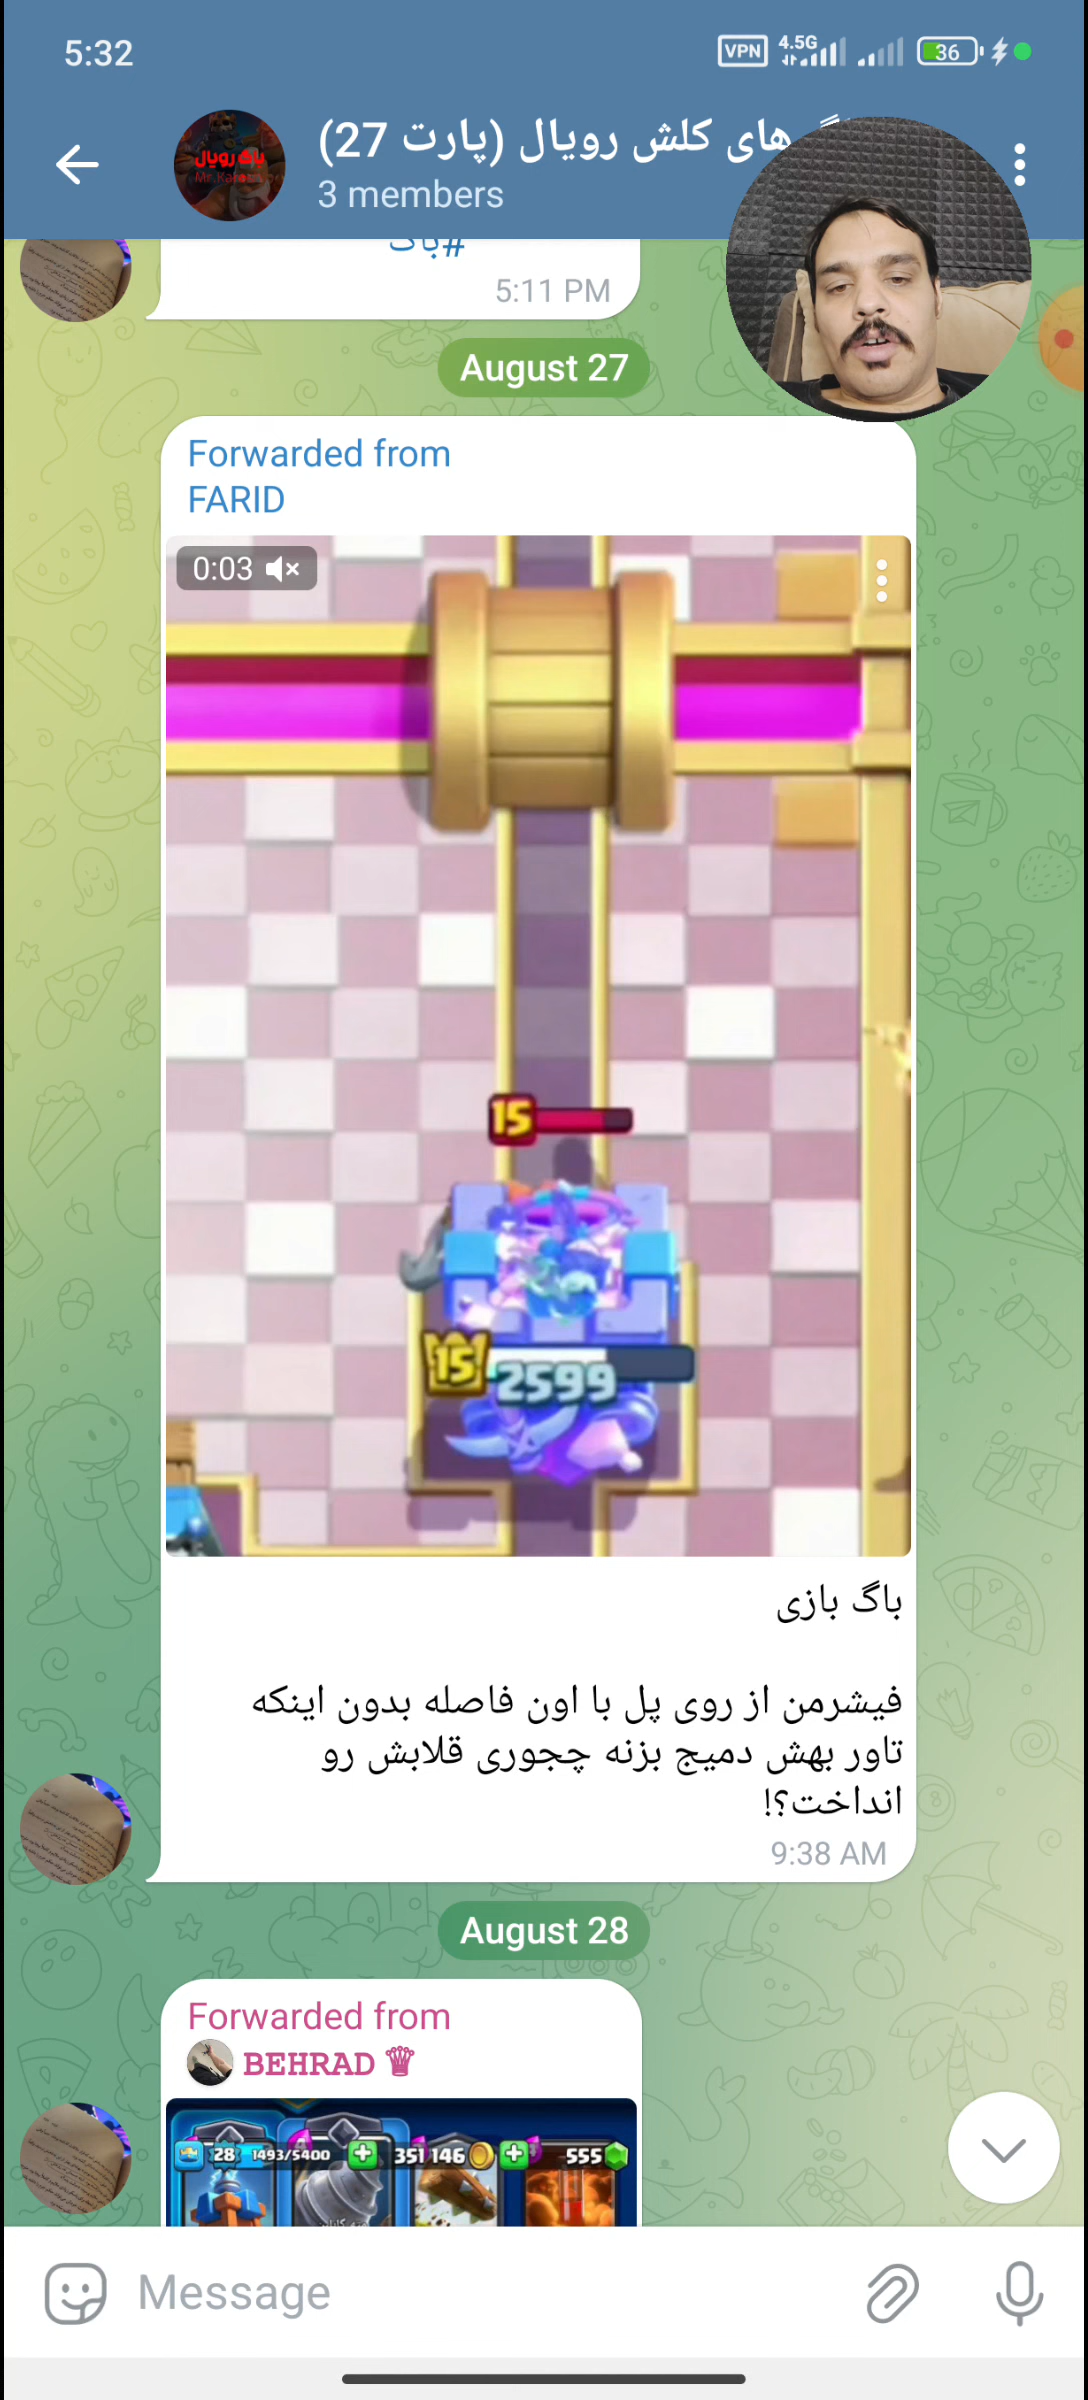 5:32
VPN 4.5G 36
های کلش رویال (پارت 27)
باگ رویال
3 members
#باگ
5:11 PM
August 27
Forwarded from
FARID
0:03
15
15 2599
باگ بازی
فیشرمن از روی پل با اون فاصله بدون اینکه
تاور بهش دمیج بزنه چجوری قلابش رو
انداخت؟!
9:38 AM
August 28
Forwarded from
BEHRAD
28 1493/5400 351 146 555
Message